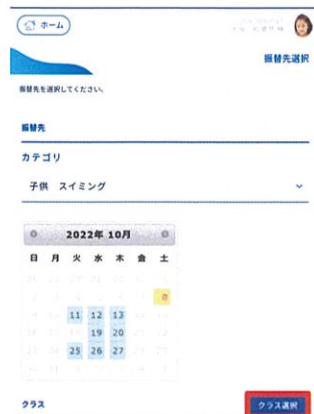 ホーム
振替先選択
振替先を選択してください。
振替先
カテゴリ
子供 スイミング
2022年 10月
日 月 火 水 木 金 土
8
11 12 13
19 20
25 26 27
クラス
クラス選択